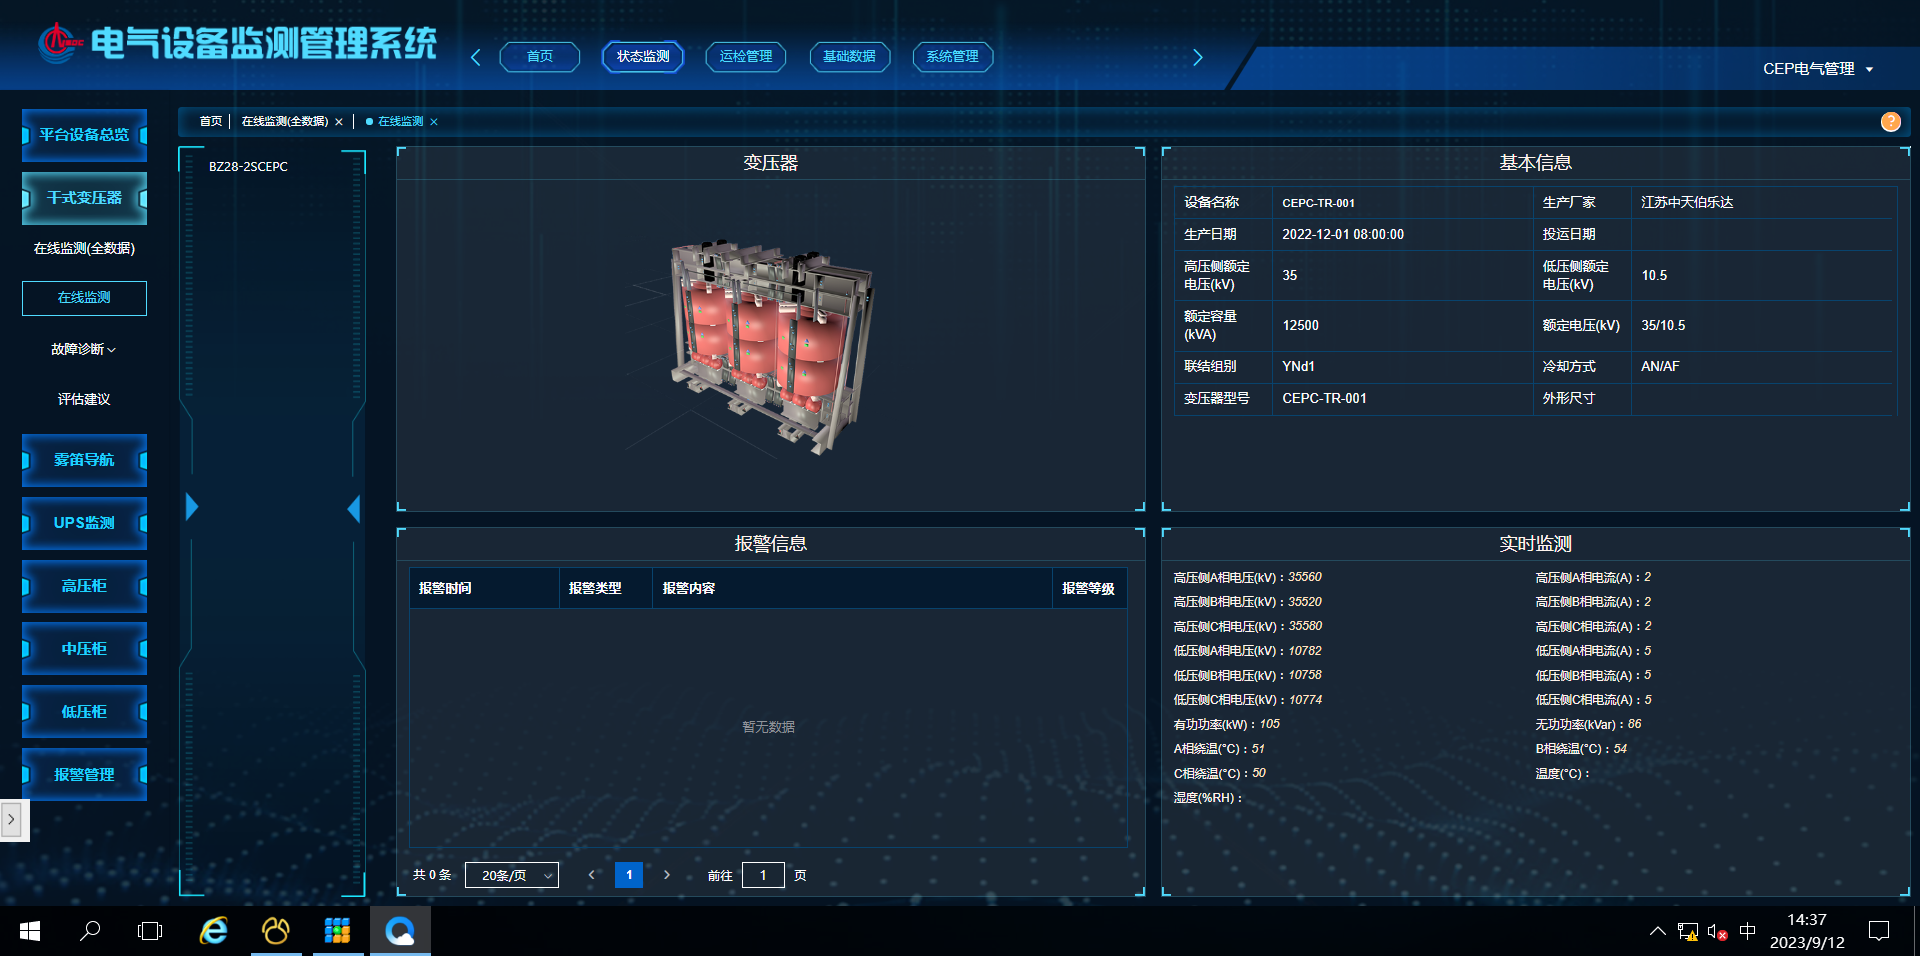 电气设备监测管理系统
首页
状态监测
运检管理
基础数据
系统管理
CEP电气管理
平台设备总览
干式变压器
在线监测(全数据)
在线监测
故障诊断
评估建议
雾笛导航
UPS监测
高压柜
中压柜
低压柜
报警管理
首页
在线监测(全数据)
在线监测
?
BZ28-2SCEPC
变压器
基本信息
设备名称 CEPC-TR-001 生产厂家 江苏中天伯乐达
生产日期 2022-12-01 08:00:00 投运日期
高压侧额定电压(kV) 35 低压侧额定电压(kV) 10.5
额定容量(kVA) 12500 额定电压(kV) 35/10.5
联结组别 YNd1 冷却方式 AN/AF
变压器型号 CEPC-TR-001 外形尺寸
报警信息
报警时间 报警类型 报警内容 报警等级
暂无数据
共 0 条 20条/页 1 前往 1 页
实时监测
高压侧A相电压(kV)：35560 高压侧A相电流(A)：2
高压侧B相电压(kV)：35520 高压侧B相电流(A)：2
高压侧C相电压(kV)：35580 高压侧C相电流(A)：2
低压侧A相电压(kV)：10782 低压侧A相电流(A)：5
低压侧B相电压(kV)：10758 低压侧B相电流(A)：5
低压侧C相电压(kV)：10774 低压侧C相电流(A)：5
有功功率(kW)：105 无功功率(kVar)：86
A相绕温(°C)：51 B相绕温(°C)：54
C相绕温(°C)：50 温度(°C)：
湿度(%RH)：
中
14:37
2023/9/12